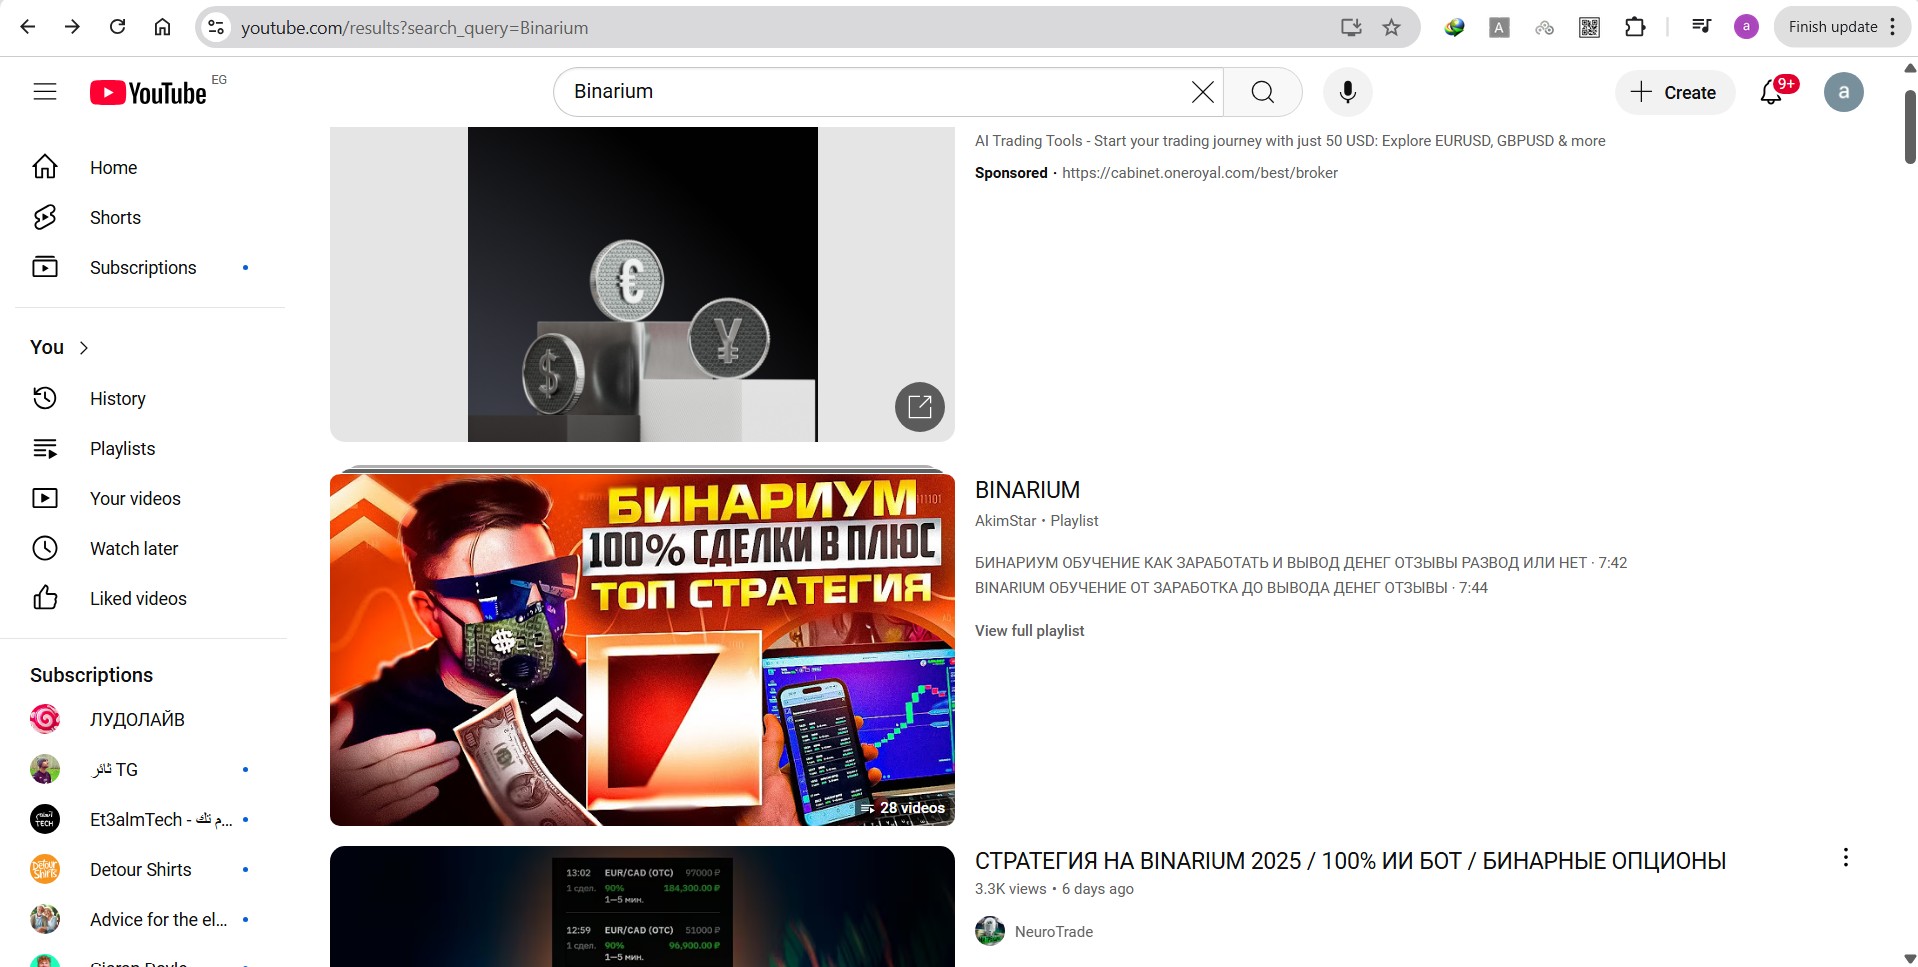 youtube.com/results?search_query=Binarium
A
a
Finish update
YouTube
EG
Binarium
Create
9+
a
Home
Shorts
Subscriptions
You
History
Playlists
Your videos
Watch later
Liked videos
Subscriptions
ЛУДОЛАЙВ
ثائر TG
Et3almTech - م تك...
Detour Shirts
Advice for the el...
AI Trading Tools - Start your trading journey with just 50 USD: Explore EURUSD, GBPUSD & more
Sponsored · https://cabinet.oneroyal.com/best/broker
€
$
¥
БИНАРИУМ
100% СДЕЛКИ В ПЛЮС
ТОП СТРАТЕГИЯ
$
28 videos
BINARIUM
AkimStar • Playlist
БИНАРИУМ ОБУЧЕНИЕ КАК ЗАРАБОТАТЬ И ВЫВОД ДЕНЕГ ОТЗЫВЫ РАЗВОД ИЛИ НЕТ · 7:42
BINARIUM ОБУЧЕНИЕ ОТ ЗАРАБОТКА ДО ВЫВОДА ДЕНЕГ ОТЗЫВЫ · 7:44
View full playlist
13:02 EUR/CAD (OTC) 97000 ₽
1 сдел. 90% 184,300.00 ₽
1—5 мин.
12:59 EUR/CAD (OTC) 51000 ₽
1 сдел. 90% 96,900.00 ₽
1—5 мин.
СТРАТЕГИЯ НА BINARIUM 2025 / 100% ИИ БОТ / БИНАРНЫЕ ОПЦИОНЫ
3.3K views • 6 days ago
NeuroTrade